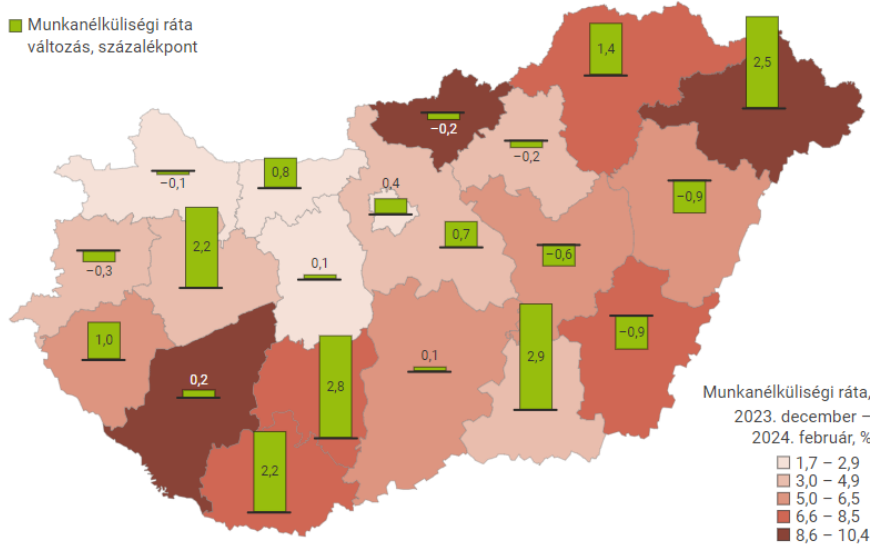 Munkanélküliségi ráta
változás, százalékpont
1,4
2,5
−0,2
−0,2
−0,1
0,8
0,4
−0,9
2,2
0,7
−0,3
0,1
−0,6
1,0
2,8
0,1
2,9
−0,9
0,2
2,2
Munkanélküliségi ráta,
2023. december –
2024. február, %
1,7 – 2,9
3,0 – 4,9
5,0 – 6,5
6,6 – 8,5
8,6 – 10,4